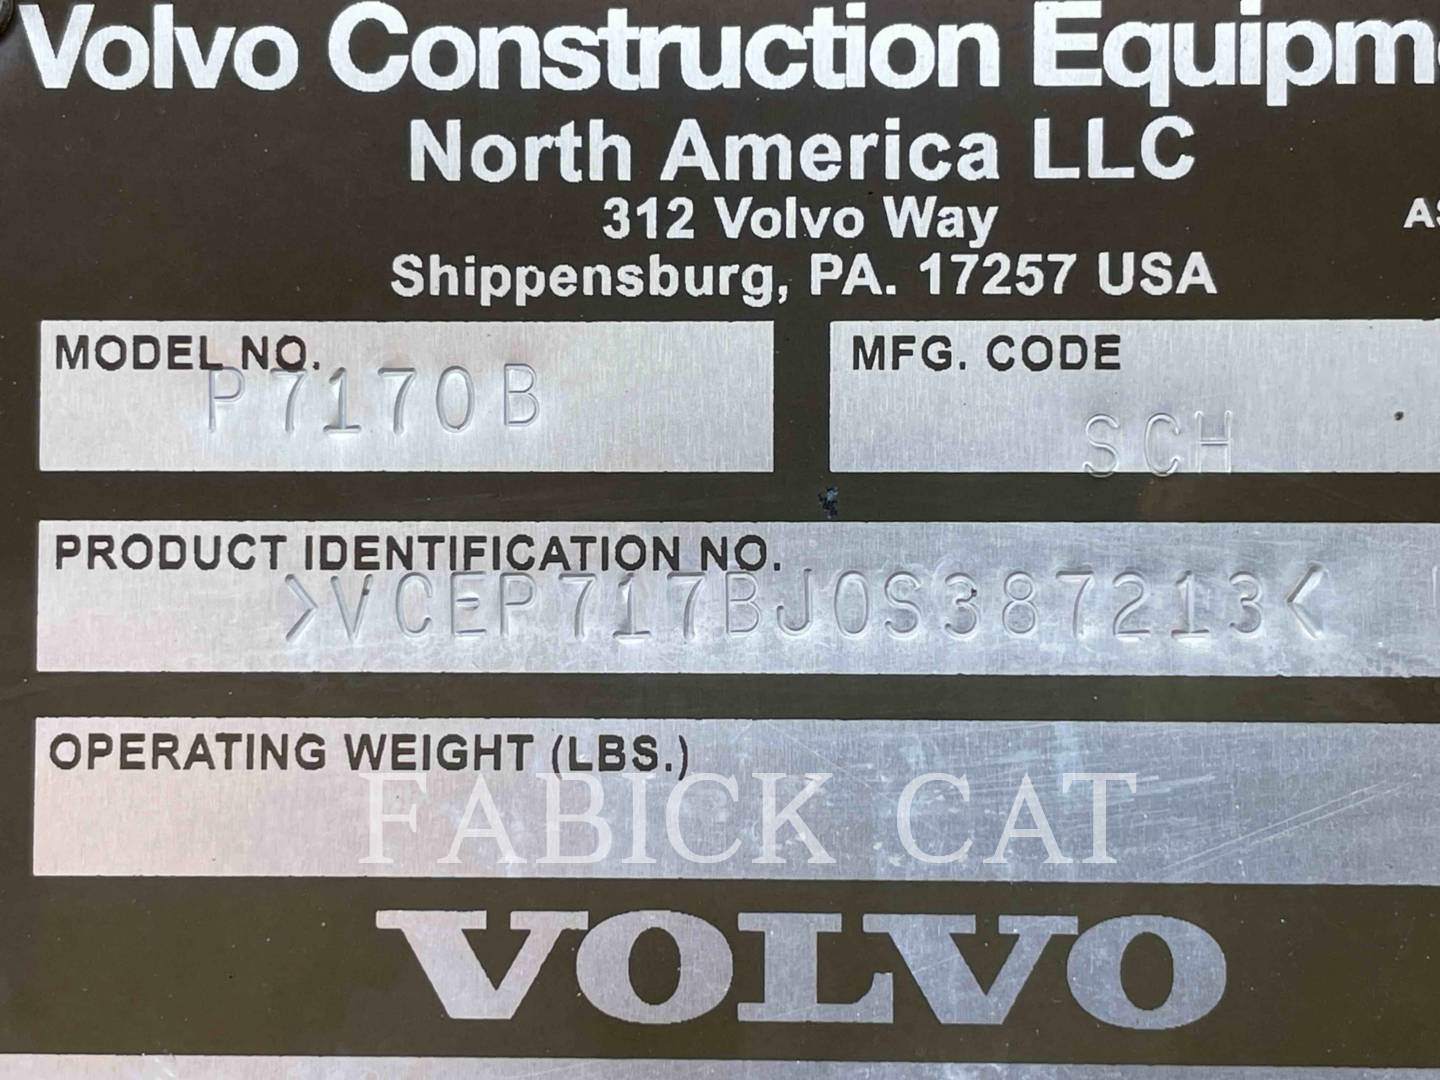 Volvo Construction Equipm
North America LLC
312 Volvo Way
Shippensburg, PA. 17257 USA
MODEL NO.
P7170B
MFG. CODE
SCH
PRODUCT IDENTIFICATION NO.
>VCEP717BJ0S387213<
OPERATING WEIGHT (LBS.)
FABICK CAT
VOLVO